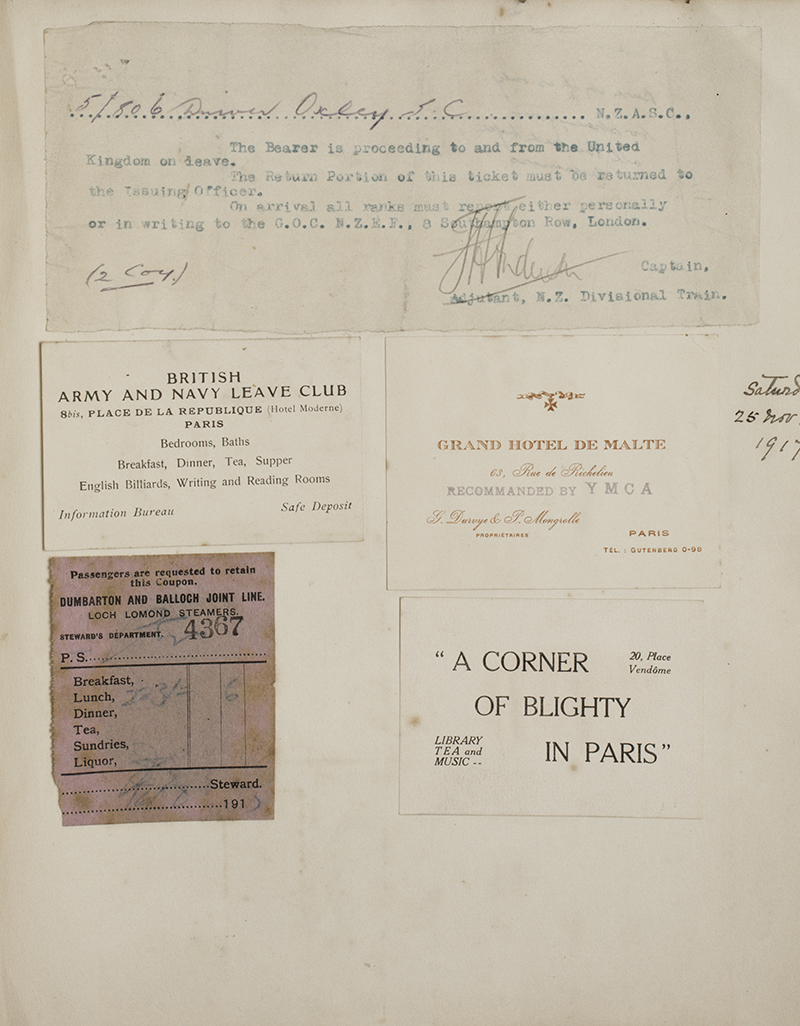 5/506 Driver Oxley J. C. N.Z.A.S.C.,
The Bearer is proceeding to and from the United
Kingdom on leave.
The Return Portion of this ticket must be returned to
the Issuing Officer.
On arrival all ranks must report either personally
or in writing to the G.O.C. N.Z.E.F., 8 Southampton Row, London.
(2 Coy.)
Captain,
Adjutant, N.Z. Divisional Train.
BRITISH
ARMY AND NAVY LEAVE CLUB
8bis, PLACE DE LA REPUBLIQUE (Hotel Moderne)
PARIS
Bedrooms, Baths
Breakfast, Dinner, Tea, Supper
English Billiards, Writing and Reading Rooms
Information Bureau Safe Deposit
GRAND HOTEL DE MALTE
63, Rue de Richelieu
RECOMMANDED BY YMCA
G. Darvye & P. Mongrolle
PROPRIÉTAIRES
PARIS
TÉL. : GUTENBERG 0-98
Saturd
25 Nov
1917
Passengers are requested to retain
this Coupon.
DUMBARTON AND BALLOCH JOINT LINE.
LOCH LOMOND STEAMERS.
STEWARD'S DEPARTMENT. 4367
P.S.
Breakfast,
Lunch,
Dinner,
Tea,
Sundries,
Liquor,
Steward.
191
“ A CORNER 20, Place
Vendôme
OF BLIGHTY
LIBRARY
TEA and
MUSIC --
IN PARIS ”